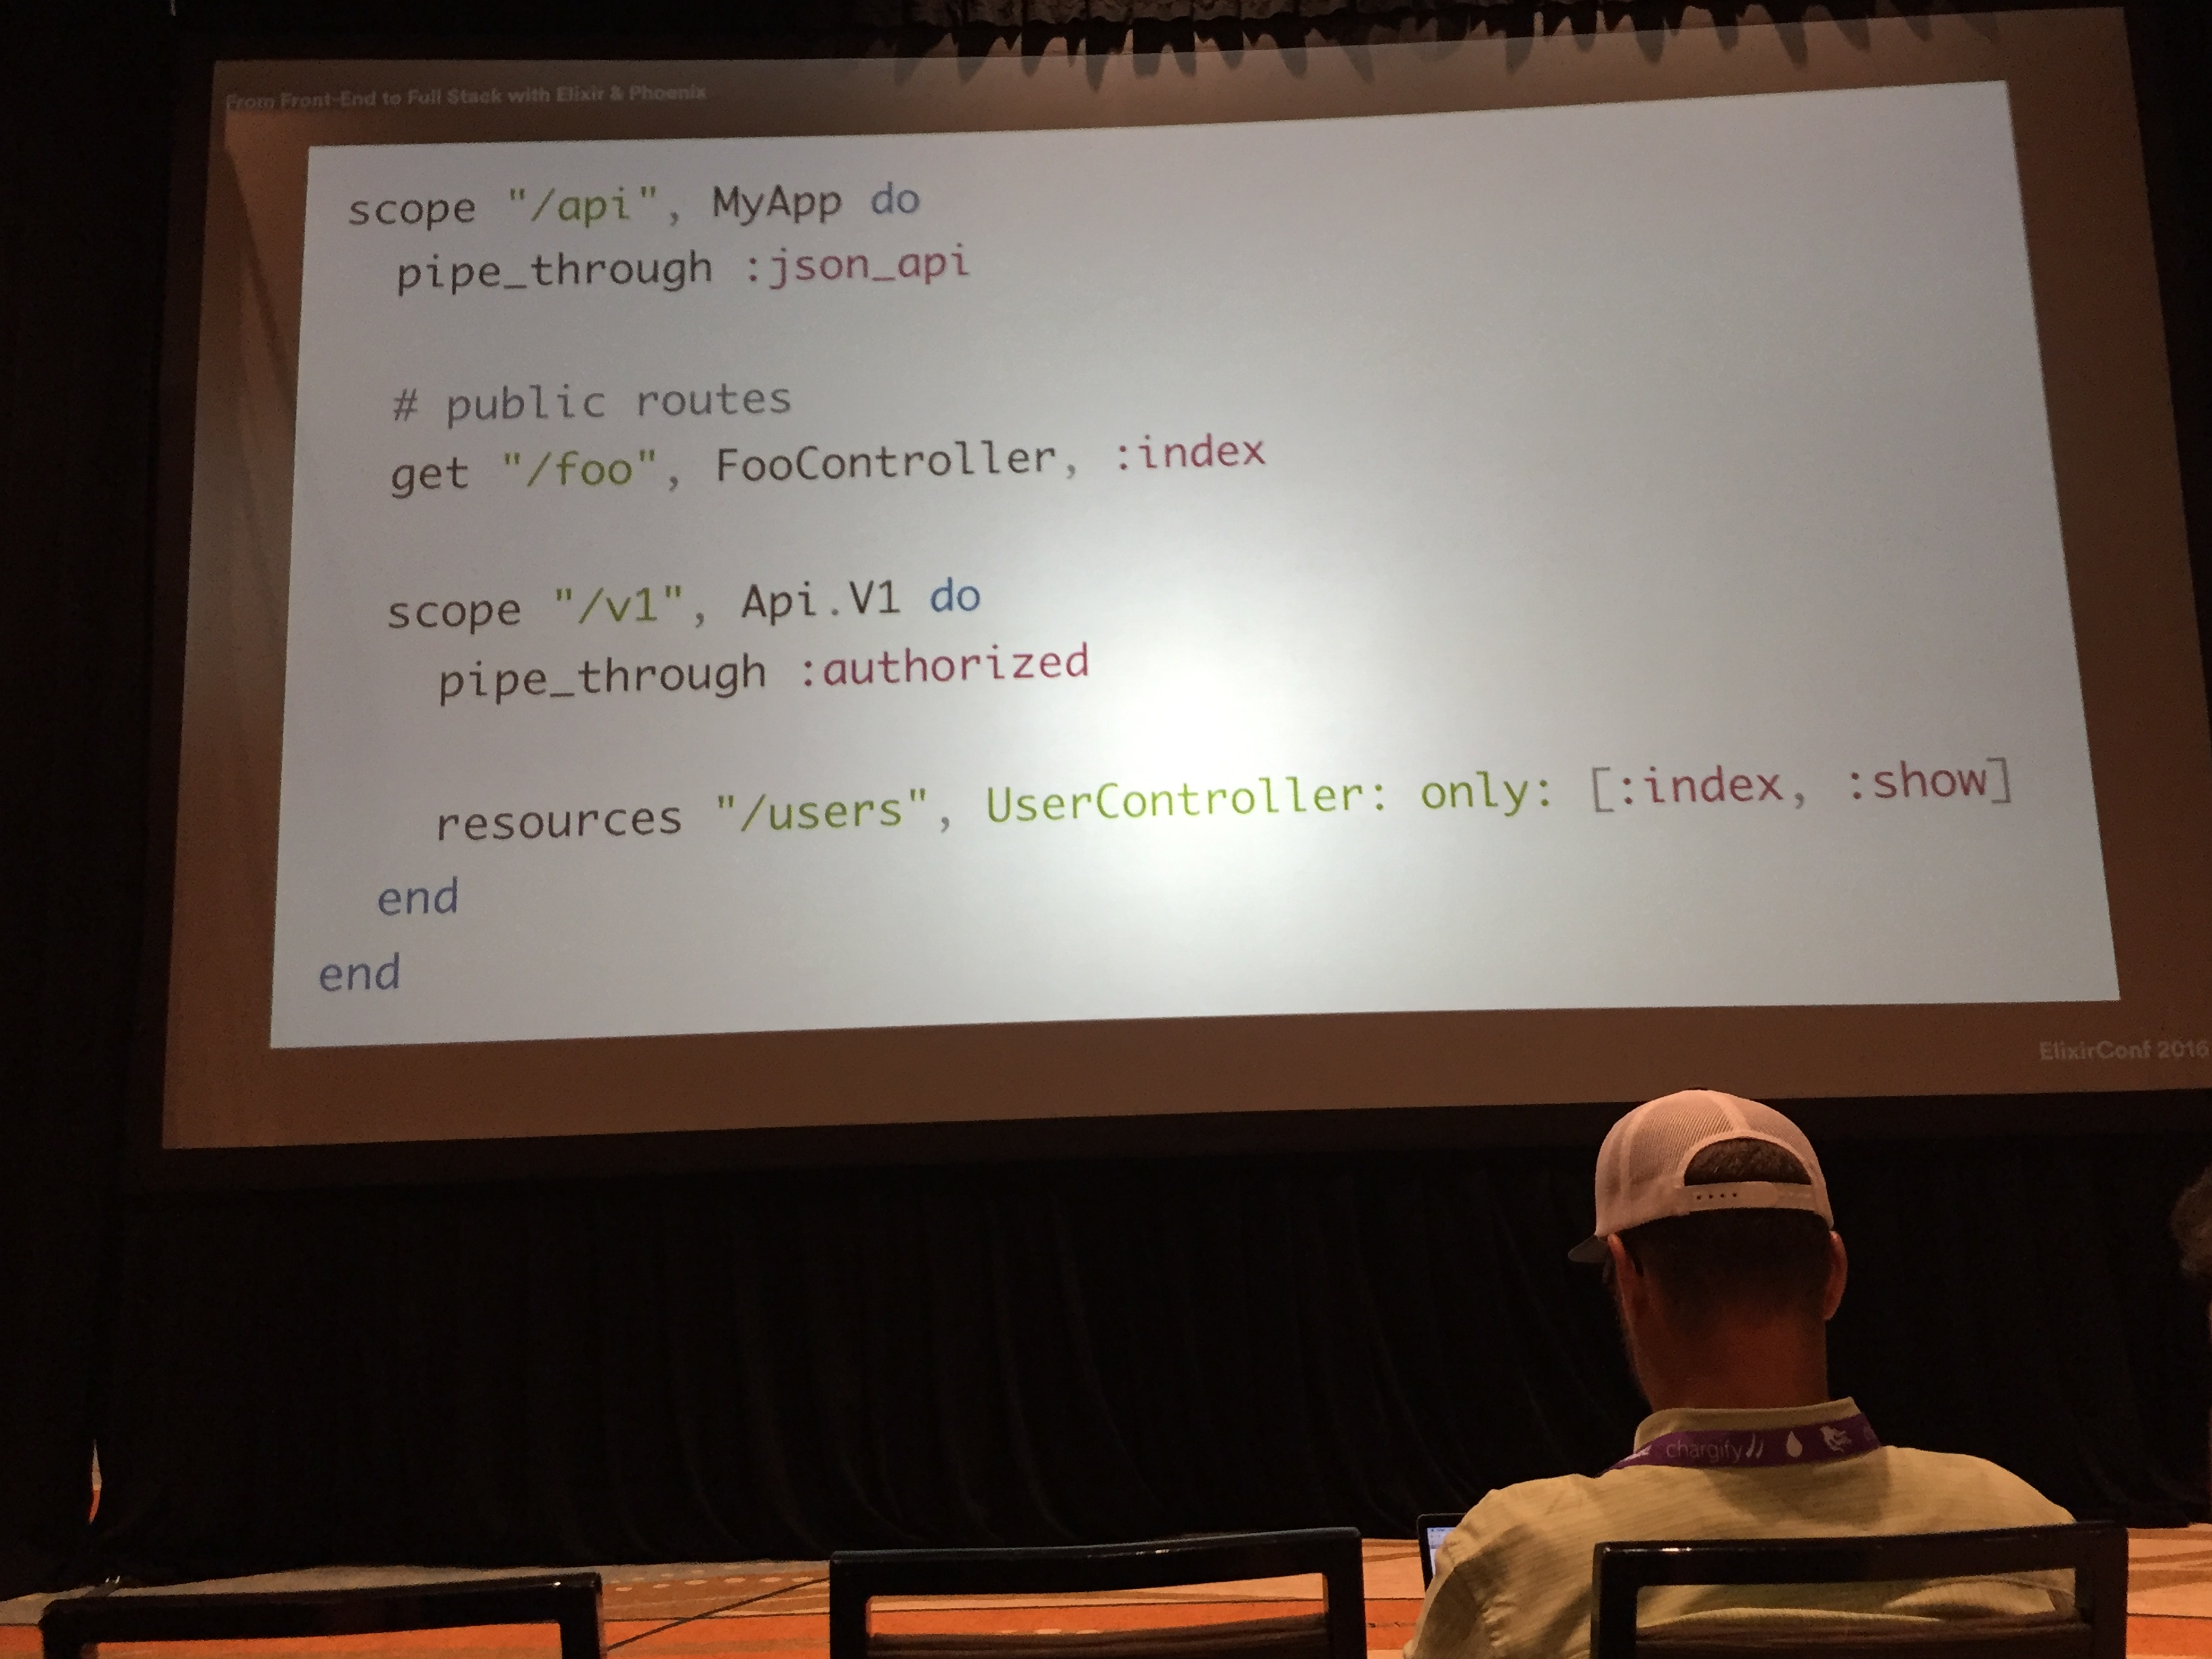 From Front-End to Full Stack with Elixir & Phoenix
scope "/api", MyApp do
pipe_through :json_api
# public routes
get "/foo", FooController, :index
scope "/v1", Api.V1 do
pipe_through :authorized
resources "/users", UserController: only: [:index, :show]
end
end
ElixirConf 2016
chargify